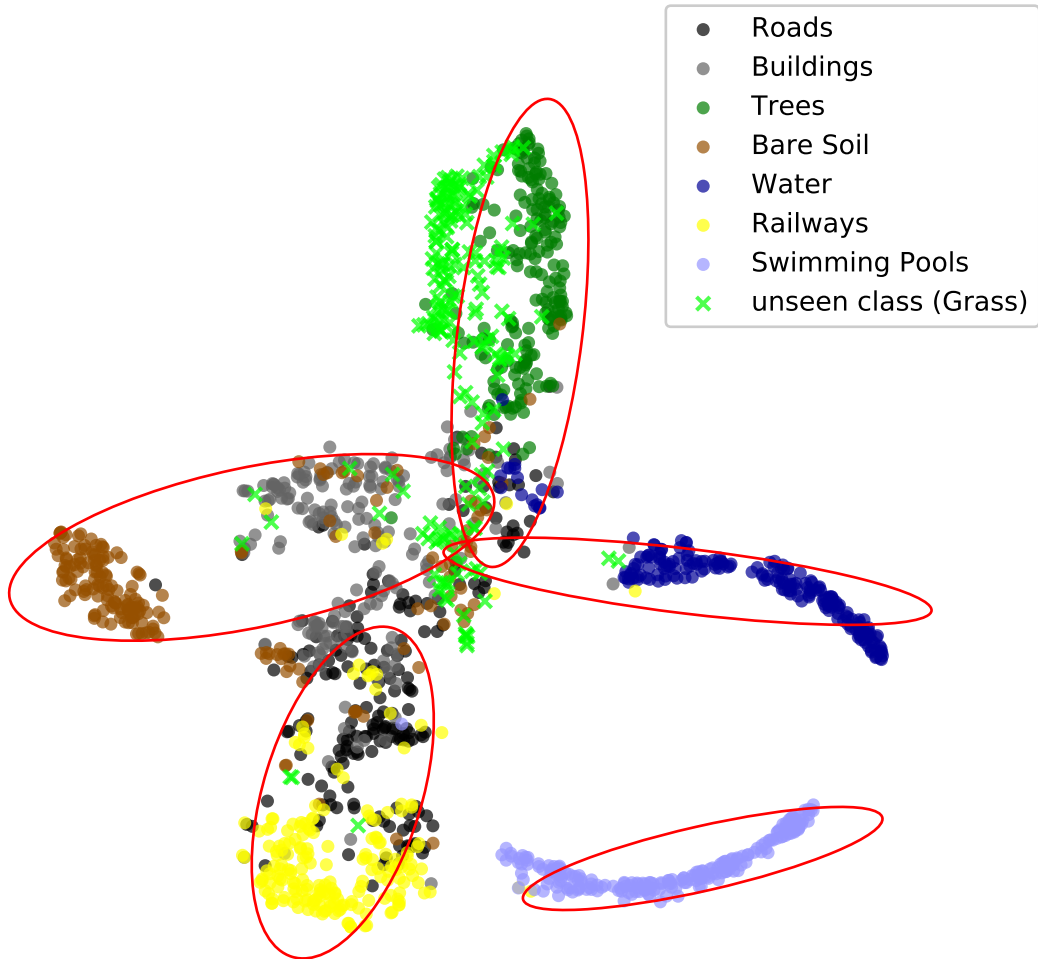 Roads
Buildings
Trees
Bare Soil
Water
Railways
Swimming Pools
unseen class (Grass)